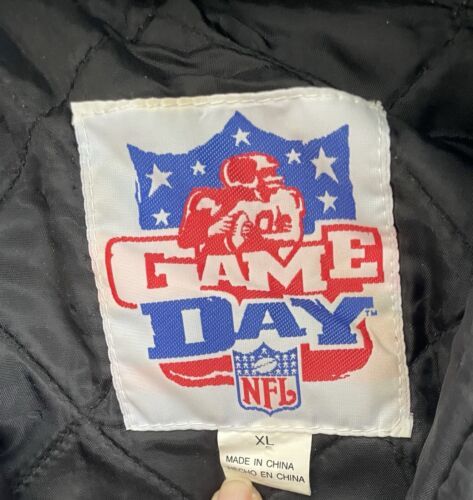 GAME
DAY™
NFL
XL
MADE IN CHINA
HECHO EN CHINA